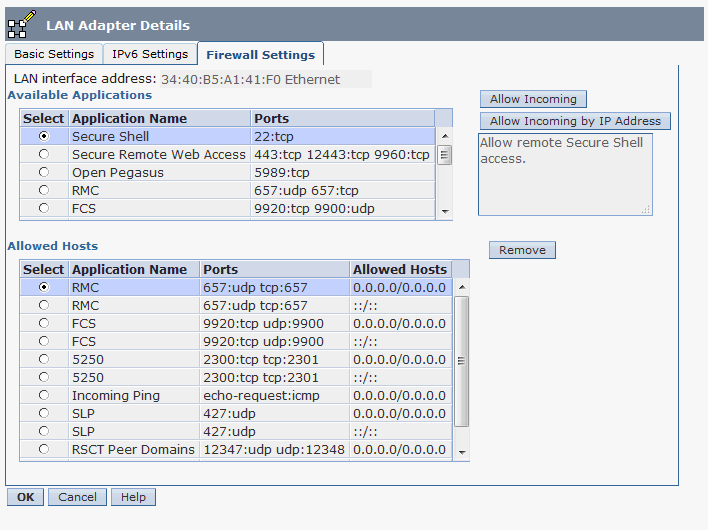 LAN Adapter Details
Basic Settings IPv6 Settings Firewall Settings
LAN interface address: 34:40:B5:A1:41:F0 Ethernet
Available Applications
Select Application Name Ports
Secure Shell 22:tcp
Secure Remote Web Access 443:tcp 12443:tcp 9960:tcp
Open Pegasus 5989:tcp
RMC 657:udp 657:tcp
FCS 9920:tcp 9900:udp
Allow Incoming
Allow Incoming by IP Address
Allow remote Secure Shell
access.
Allowed Hosts
Remove
Select Application Name Ports Allowed Hosts
RMC 657:udp tcp:657 0.0.0.0/0.0.0.0
RMC 657:udp tcp:657 ::/::
FCS 9920:tcp udp:9900 0.0.0.0/0.0.0.0
FCS 9920:tcp udp:9900 ::/::
5250 2300:tcp tcp:2301 0.0.0.0/0.0.0.0
5250 2300:tcp tcp:2301 ::/::
Incoming Ping echo-request:icmp 0.0.0.0/0.0.0.0
SLP 427:udp 0.0.0.0/0.0.0.0
SLP 427:udp ::/::
RSCT Peer Domains 12347:udp udp:12348 0.0.0.0/0.0.0.0
OK Cancel Help